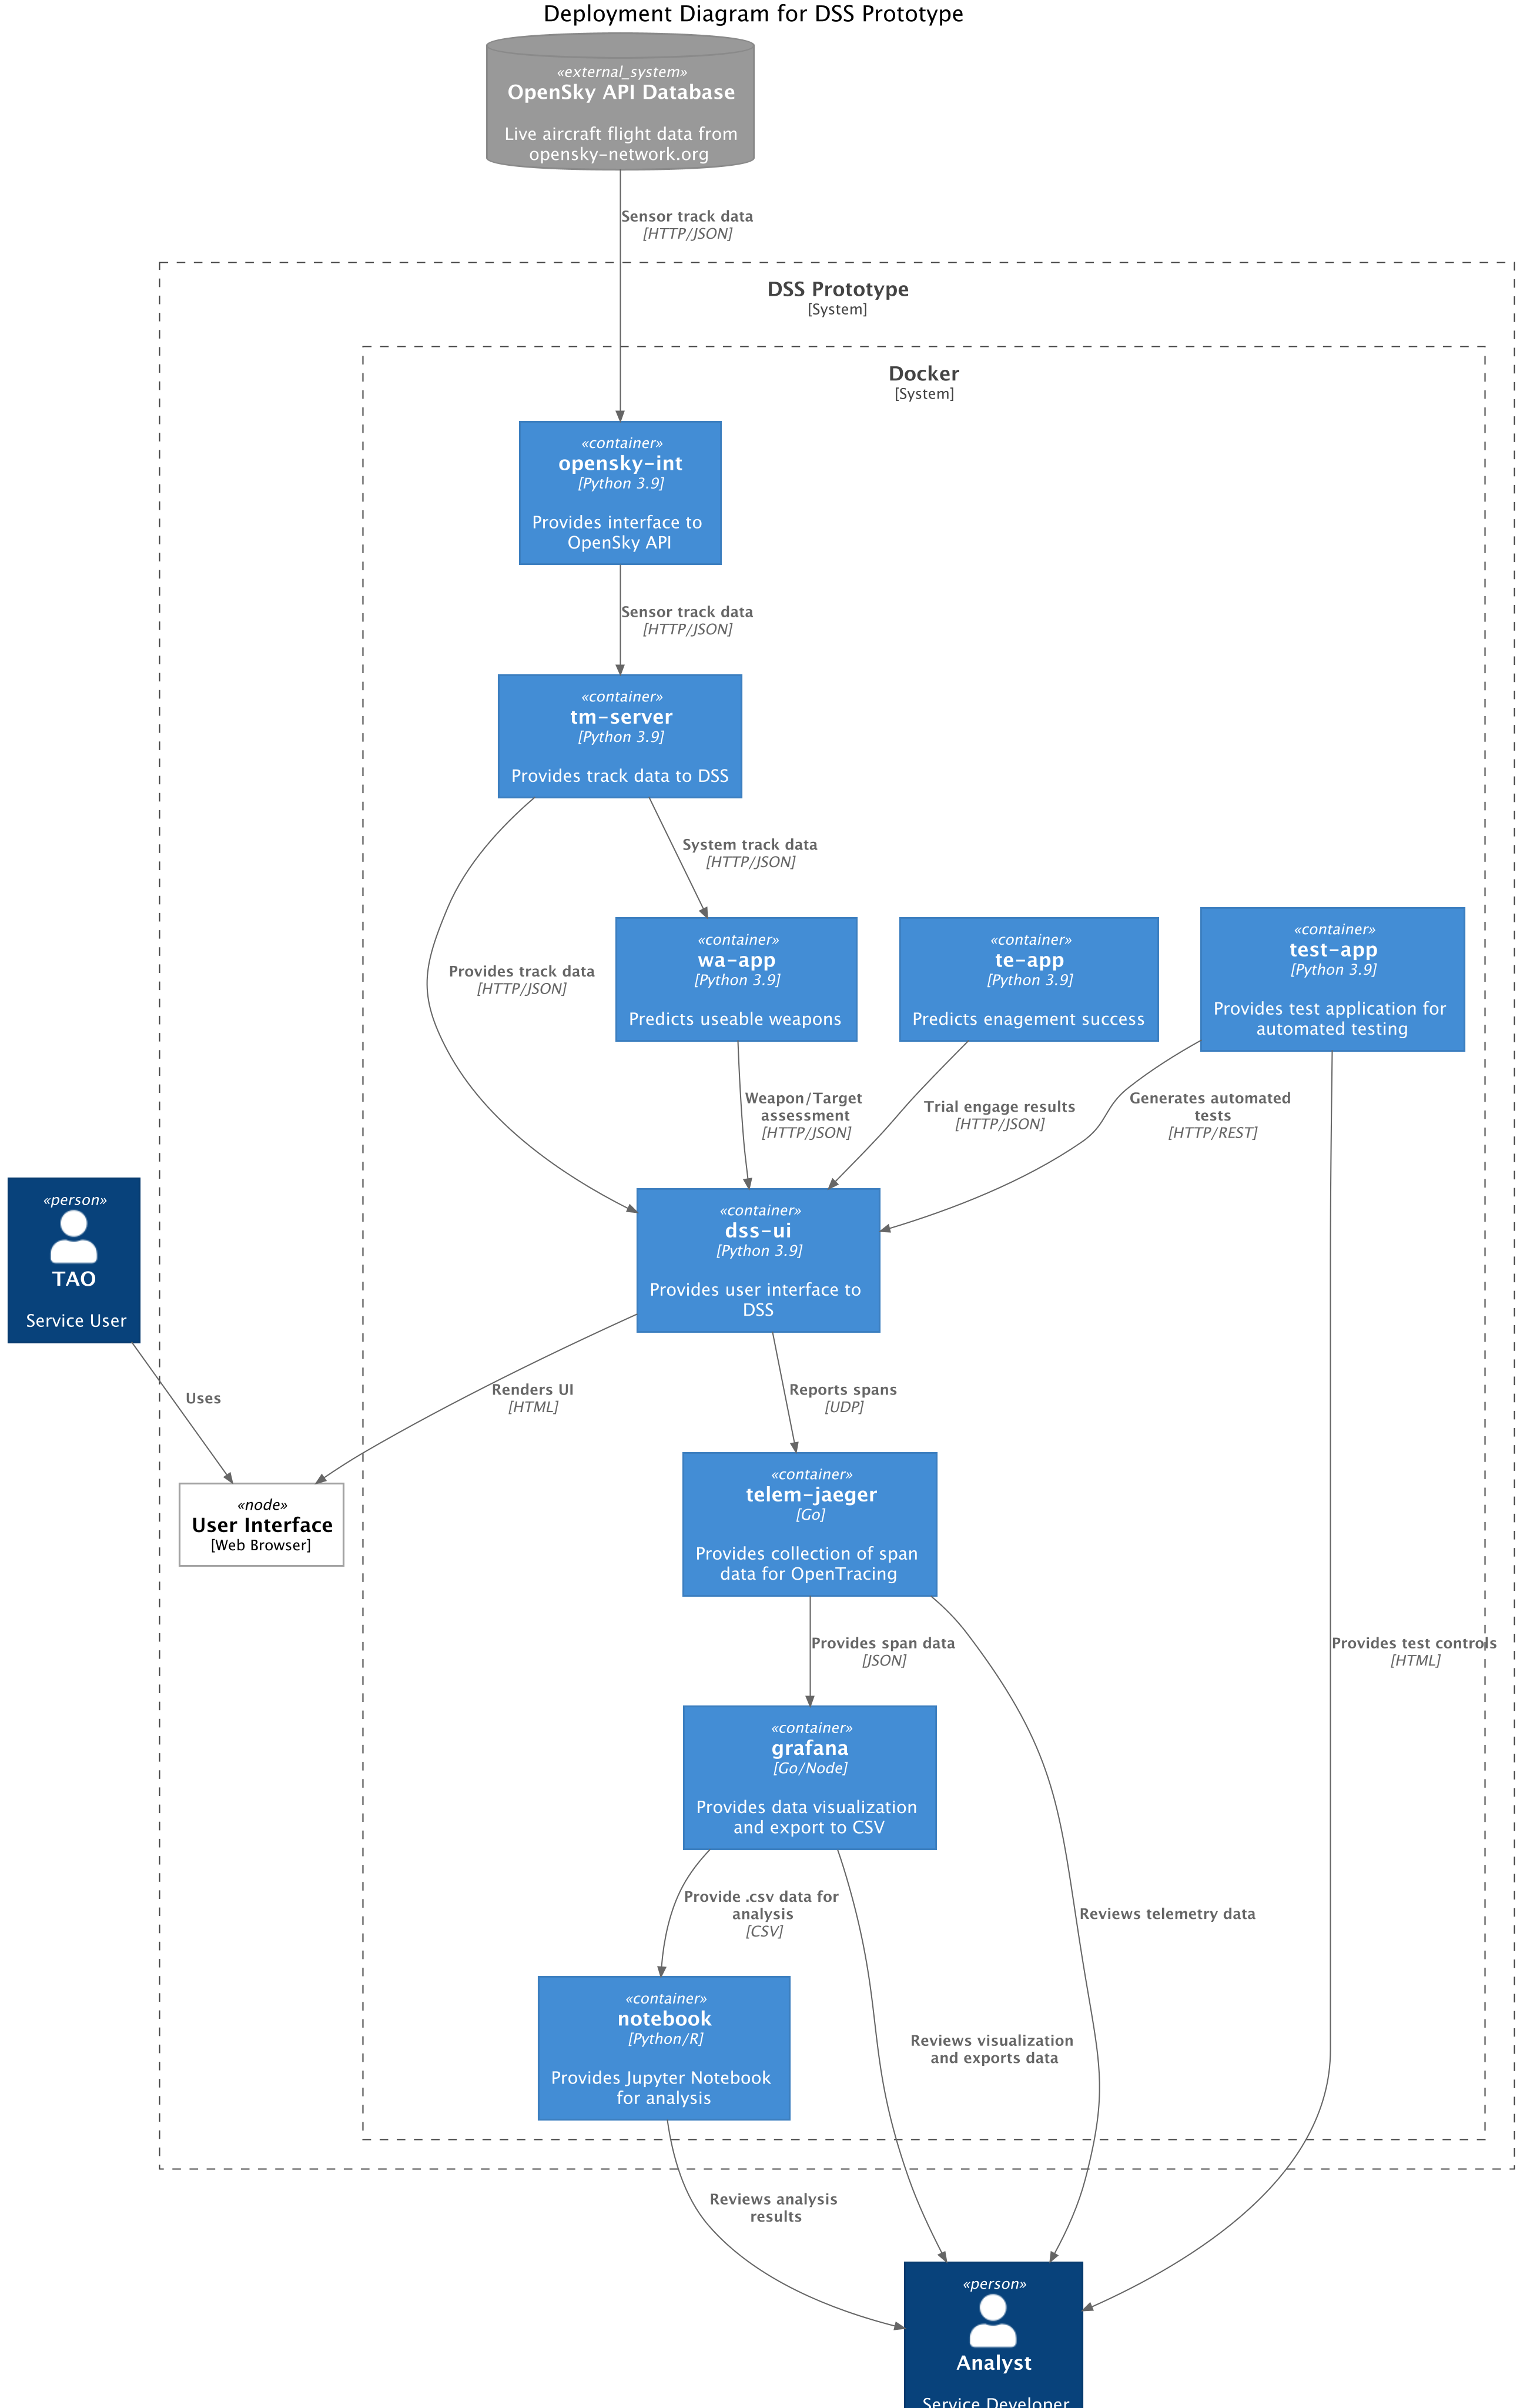 Deployment Diagram for DSS Prototype
«external_system»
OpenSky API Database
Live aircraft flight data from
opensky-network.org
Sensor track data
[HTTP/JSON]
DSS Prototype
[System]
Docker
[System]
«container»
opensky-int
[Python 3.9]
Provides interface to
OpenSky API
Sensor track data
[HTTP/JSON]
«container»
tm-server
[Python 3.9]
Provides track data to DSS
System track data
[HTTP/JSON]
Provides track data
[HTTP/JSON]
«container»
wa-app
[Python 3.9]
Predicts useable weapons
«container»
te-app
[Python 3.9]
Predicts enagement success
«container»
test-app
[Python 3.9]
Provides test application for
automated testing
Weapon/Target
assessment
[HTTP/JSON]
Trial engage results
[HTTP/JSON]
Generates automated
tests
[HTTP/REST]
«person»
TAO
Service User
«container»
dss-ui
[Python 3.9]
Provides user interface to
DSS
Uses
Renders UI
[HTML]
Reports spans
[UDP]
«node»
User Interface
[Web Browser]
«container»
telem-jaeger
[Go]
Provides collection of span
data for OpenTracing
Provides span data
[JSON]
Provides test controls
[HTML]
«container»
grafana
[Go/Node]
Provides data visualization
and export to CSV
Provide .csv data for
analysis
[CSV]
Reviews telemetry data
«container»
notebook
[Python/R]
Provides Jupyter Notebook
for analysis
Reviews visualization
and exports data
Reviews analysis
results
«person»
Analyst
Service Developer